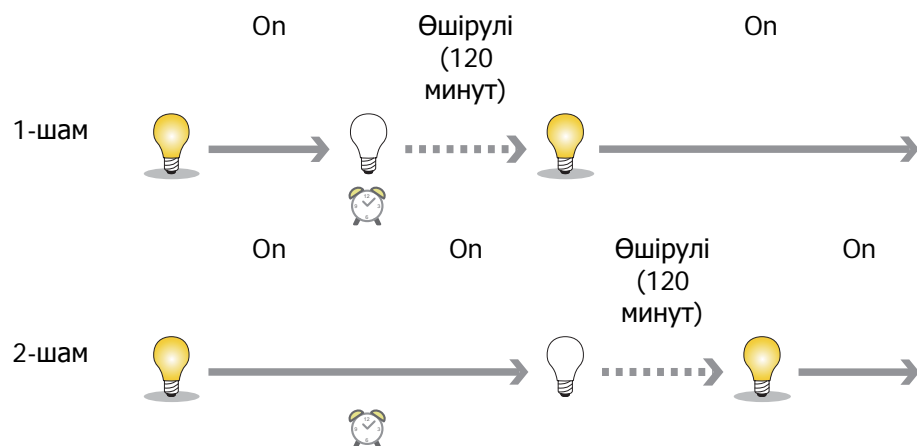 On
Өшірулі
(120
минут)
On
1-шам
On
On
Өшірулі
(120
минут)
On
2-шам